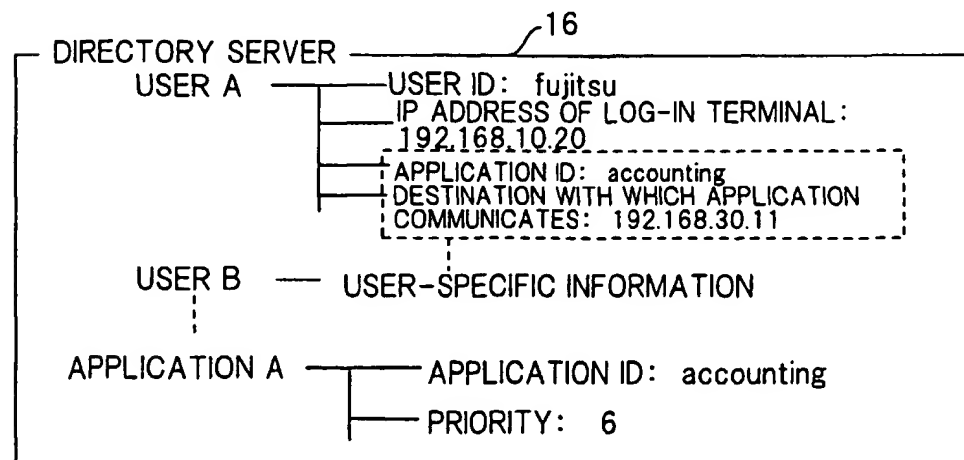 16
DIRECTORY SERVER
USER A
USER ID: fujitsu
IP ADDRESS OF LOG-IN TERMINAL:
192.168.10.20
APPLICATION ID: accounting
DESTINATION WITH WHICH APPLICATION
COMMUNICATES: 192.168.30.11
USER B
USER-SPECIFIC INFORMATION
APPLICATION A
APPLICATION ID: accounting
PRIORITY: 6